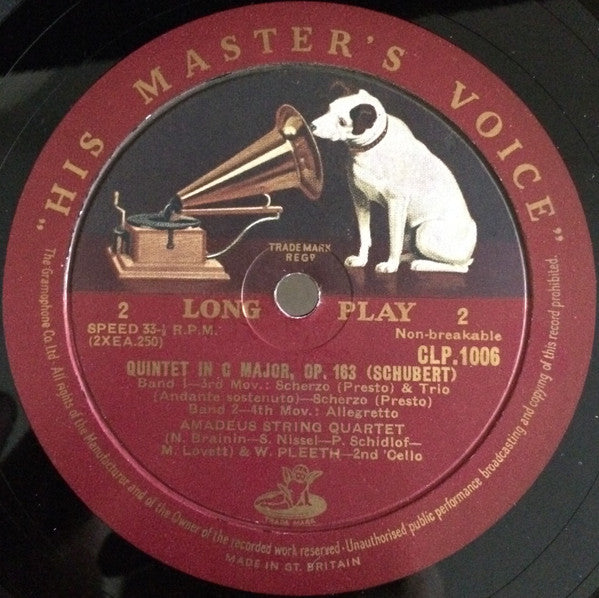 "HIS MASTER'S VOICE"
TRADE MARK
REGD
2 LONG PLAY 2
SPEED 33-⅓ R.P.M.
(2XEA.250)
Non-breakable
CLP.1006
QUINTET IN C MAJOR, OP. 163 (SCHUBERT)
Band 1—3rd Mov.: Scherzo (Presto) & Trio
(Andante sostenuto)—Scherzo (Presto)
Band 2—4th Mov.: Allegretto
AMADEUS STRING QUARTET
(N. Brainin—S. Nissel—P. Schidlof—
M. Lovett) & W. PLEETH—2nd 'Cello
TRADE MARK
The Gramophone Co. Ltd. All rights of the Manufacturer and of the Owner of the recorded work reserved · Unauthorised public performance broadcasting and copying of this record prohibited.
MADE IN GT. BRITAIN